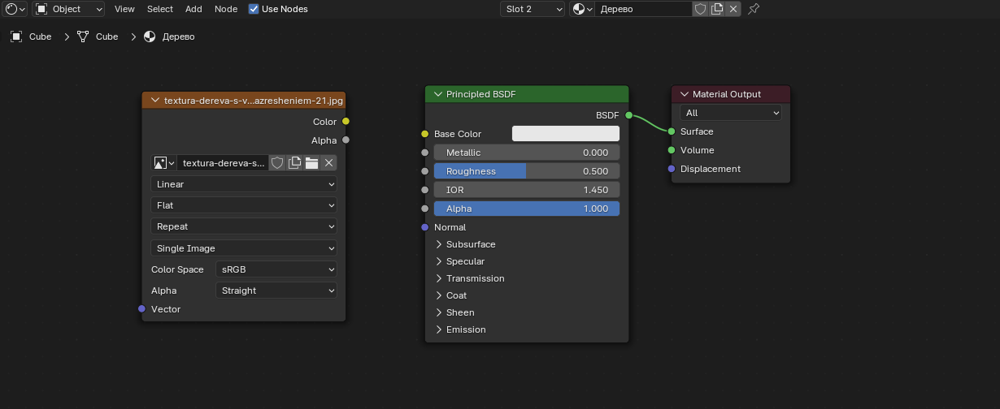 Object View Select Add Node Use Nodes Slot 2 Дерево
Cube Cube Дерево
textura-dereva-s-v...azresheniem-21.jpg
Color
Alpha
textura-dereva-s...
Linear
Flat
Repeat
Single Image
Color Space sRGB
Alpha Straight
Vector
Principled BSDF
BSDF
Base Color
Metallic 0.000
Roughness 0.500
IOR 1.450
Alpha 1.000
Normal
Subsurface
Specular
Transmission
Coat
Sheen
Emission
Material Output
All
Surface
Volume
Displacement